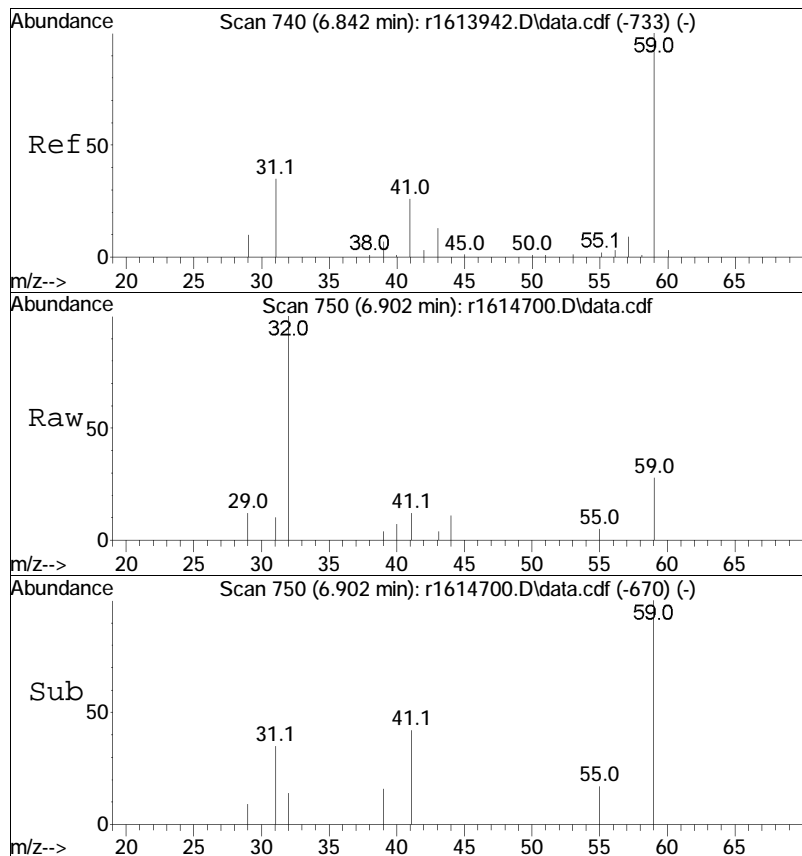 Abundance Scan 740 (6.842 min): r1613942.D\data.cdf (-733) (-)
59.0
Ref 50
31.1
41.0
38.0 45.0 50.0 55.1
0
m/z--> 20 25 30 35 40 45 50 55 60 65
Abundance Scan 750 (6.902 min): r1614700.D\data.cdf
32.0
Raw 50
59.0
29.0 41.1
55.0
0
m/z--> 20 25 30 35 40 45 50 55 60 65
Abundance Scan 750 (6.902 min): r1614700.D\data.cdf (-670) (-)
59.0
Sub 50
31.1 41.1
55.0
0
m/z--> 20 25 30 35 40 45 50 55 60 65